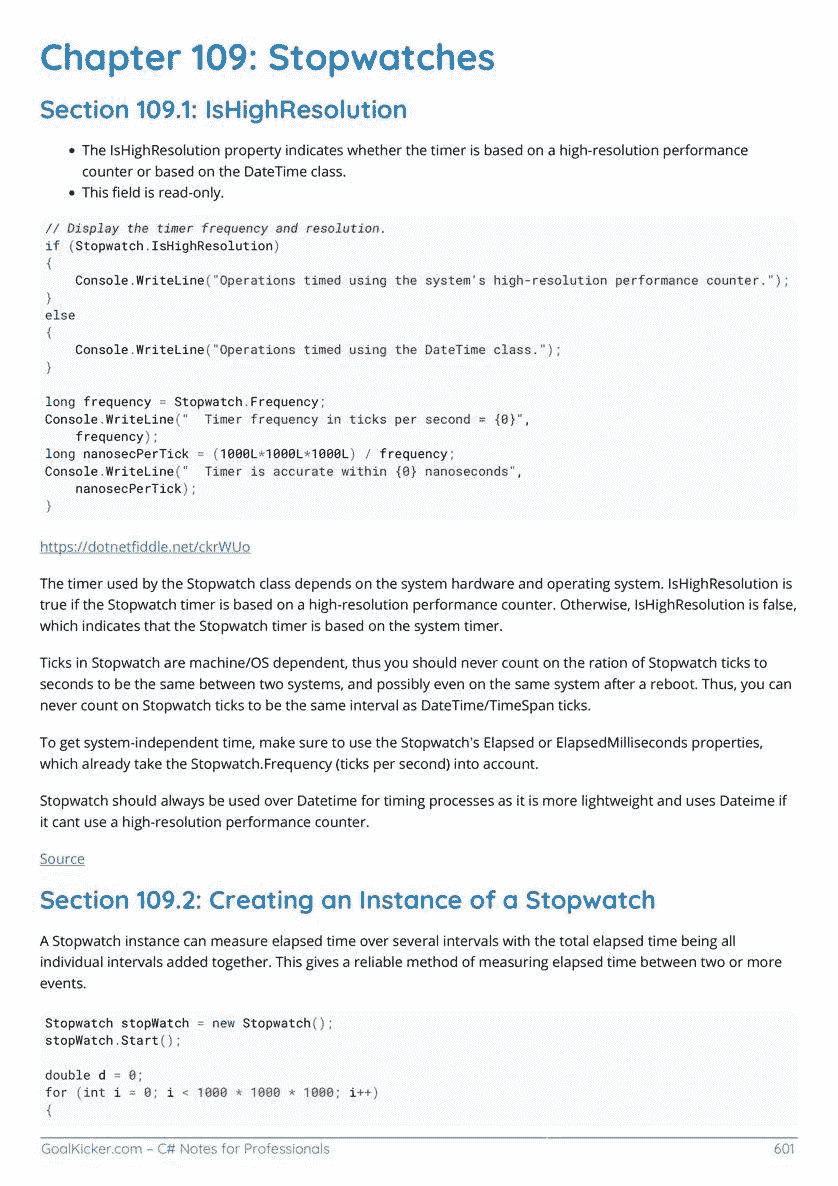 Chapter 109: Stopwatches
Section 109.1: IsHighResolution
• The IsHighResolution property indicates whether the timer is based on a high-resolution performance
counter or based on the DateTime class.
• This field is read-only.
// Display the timer frequency and resolution.
if (Stopwatch.IsHighResolution)
{
    Console.WriteLine("Operations timed using the system's high-resolution performance counter.");
}
else
{
    Console.WriteLine("Operations timed using the DateTime class.");
}
long frequency = Stopwatch.Frequency;
Console.WriteLine("  Timer frequency in ticks per second = {0}",
    frequency);
long nanosecPerTick = (1000L*1000L*1000L) / frequency;
Console.WriteLine("  Timer is accurate within {0} nanoseconds",
    nanosecPerTick);
}
https://dotnetfiddle.net/ckrWUo
The timer used by the Stopwatch class depends on the system hardware and operating system. IsHighResolution is
true if the Stopwatch timer is based on a high-resolution performance counter. Otherwise, IsHighResolution is false,
which indicates that the Stopwatch timer is based on the system timer.
Ticks in Stopwatch are machine/OS dependent, thus you should never count on the ration of Stopwatch ticks to
seconds to be the same between two systems, and possibly even on the same system after a reboot. Thus, you can
never count on Stopwatch ticks to be the same interval as DateTime/TimeSpan ticks.
To get system-independent time, make sure to use the Stopwatch's Elapsed or ElapsedMilliseconds properties,
which already take the Stopwatch.Frequency (ticks per second) into account.
Stopwatch should always be used over Datetime for timing processes as it is more lightweight and uses Dateime if
it cant use a high-resolution performance counter.
Source
Section 109.2: Creating an Instance of a Stopwatch
A Stopwatch instance can measure elapsed time over several intervals with the total elapsed time being all
individual intervals added together. This gives a reliable method of measuring elapsed time between two or more
events.
Stopwatch stopWatch = new Stopwatch();
stopWatch.Start();
double d = 0;
for (int i = 0; i < 1000 * 1000 * 1000; i++)
{
GoalKicker.com – C# Notes for Professionals
601